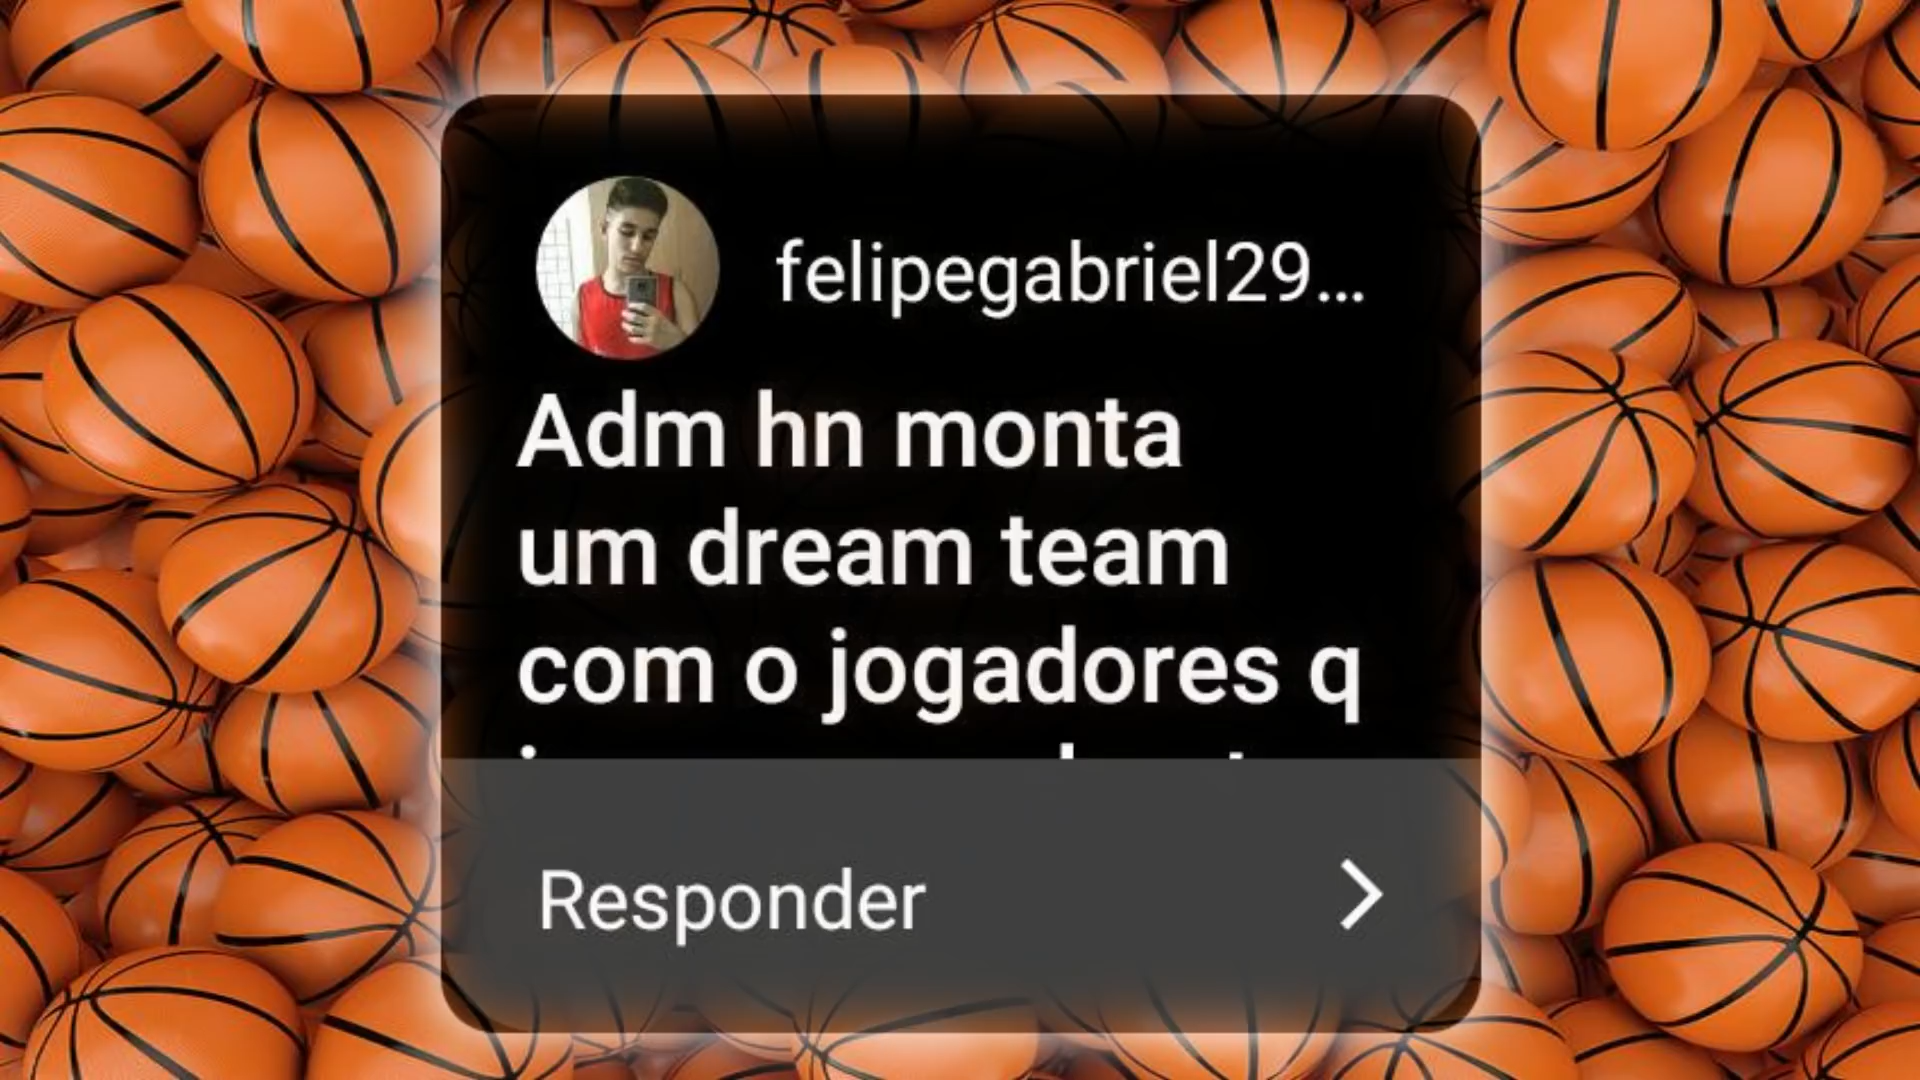 felipegabriel29...
Adm hn monta
um dream team
com o jogadores q
Responder